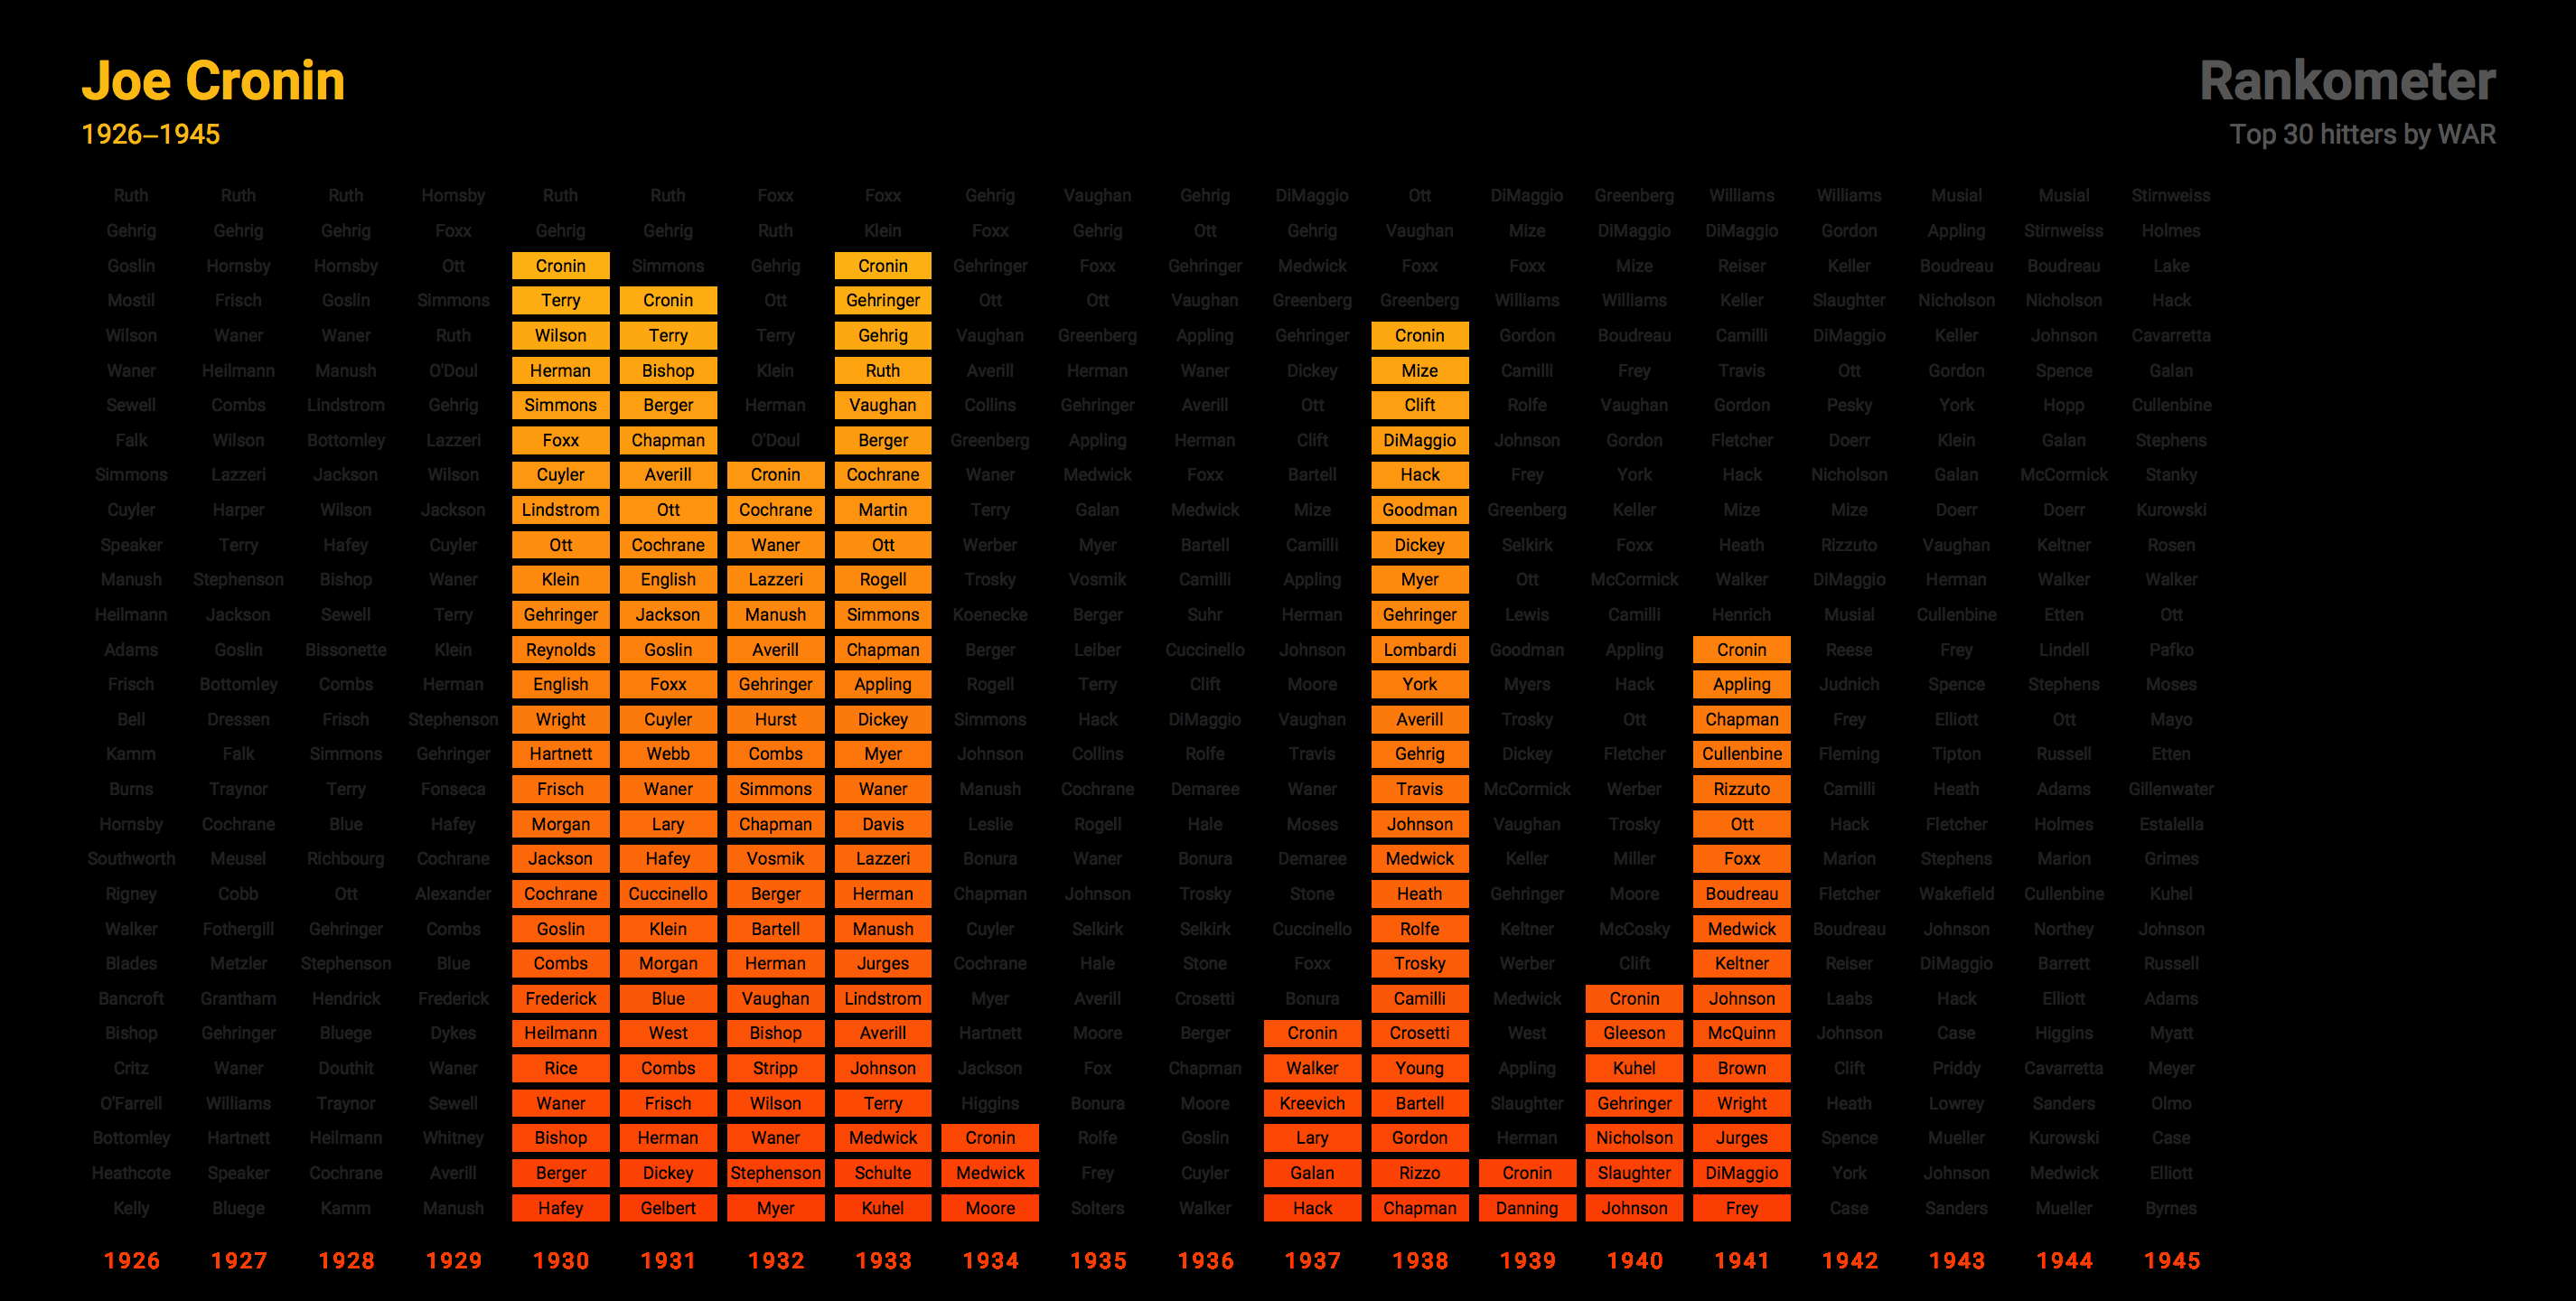 Joe Cronin
1926–1945
Rankometer
Top 30 hitters by WAR
Ruth Ruth Ruth Hornsby Ruth Ruth Foxx Foxx Gehrig Vaughan Gehrig DiMaggio Ott DiMaggio Greenberg Williams Williams Musial Musial Stirnweiss
Gehrig Gehrig Gehrig Foxx Gehrig Gehrig Ruth Klein Foxx Gehrig Ott Gehrig Vaughan Mize DiMaggio DiMaggio Gordon Appling Stirnweiss Holmes
Goslin Hornsby Hornsby Ott Cronin Simmons Gehrig Cronin Gehringer Foxx Gehringer Medwick Foxx Foxx Mize Reiser Keller Boudreau Boudreau Lake
Mostil Frisch Goslin Simmons Terry Cronin Ott Gehringer Ott Ott Vaughan Greenberg Greenberg Williams Williams Keller Slaughter Nicholson Nicholson Hack
Wilson Waner Waner Ruth Wilson Terry Terry Gehrig Vaughan Greenberg Appling Gehringer Cronin Gordon Boudreau Camilli DiMaggio Keller Johnson Cavarretta
Waner Heilmann Manush O'Doul Herman Bishop Klein Ruth Averill Herman Waner Dickey Mize Camilli Frey Travis Ott Gordon Spence Galan
Sewell Combs Lindstrom Gehrig Simmons Berger Herman Vaughan Collins Gehringer Averill Ott Clift Rolfe Vaughan Gordon Pesky York Hopp Cullenbine
Falk Wilson Bottomley Lazzeri Foxx Chapman O'Doul Berger Greenberg Appling Herman Clift DiMaggio Johnson Gordon Fletcher Doerr Klein Galan Stephens
Simmons Lazzeri Jackson Wilson Cuyler Averill Cronin Cochrane Waner Medwick Foxx Bartell Hack Frey York Hack Nicholson Galan McCormick Stanky
Cuyler Harper Wilson Jackson Lindstrom Ott Cochrane Martin Terry Galan Medwick Mize Goodman Greenberg Keller Mize Mize Doerr Doerr Kurowski
Speaker Terry Hafey Cuyler Ott Cochrane Waner Ott Werber Myer Bartell Camilli Dickey Selkirk Foxx Heath Rizzuto Vaughan Keltner Rosen
Manush Stephenson Bishop Waner Klein English Lazzeri Rogell Trosky Vosmik Camilli Appling Myer Ott McCormick Walker DiMaggio Herman Walker Walker
Heilmann Jackson Sewell Terry Gehringer Jackson Manush Simmons Koenecke Berger Suhr Herman Gehringer Lewis Camilli Henrich Musial Cullenbine Etten Ott
Adams Goslin Bissonette Klein Reynolds Goslin Averill Chapman Berger Leiber Cuccinello Johnson Lombardi Goodman Appling Cronin Reese Frey Lindell Pafko
Frisch Bottomley Combs Herman English Foxx Gehringer Appling Rogell Terry Clift Moore York Myers Hack Appling Judnich Spence Stephens Moses
Bell Dressen Frisch Stephenson Wright Cuyler Hurst Dickey Simmons Hack DiMaggio Vaughan Averill Trosky Ott Chapman Frey Elliott Ott Mayo
Kamm Falk Simmons Gehringer Hartnett Webb Combs Myer Johnson Collins Rolfe Travis Gehrig Dickey Fletcher Cullenbine Fleming Tipton Russell Etten
Burns Traynor Terry Fonseca Frisch Waner Simmons Waner Manush Cochrane Demaree Waner Travis McCormick Werber Rizzuto Camilli Heath Adams Gillenwater
Hornsby Cochrane Blue Hafey Morgan Lary Chapman Davis Leslie Rogell Hale Moses Johnson Vaughan Trosky Ott Hack Fletcher Holmes Estalella
Southworth Meusel Richbourg Cochrane Jackson Hafey Vosmik Lazzeri Bonura Waner Bonura Demaree Medwick Keller Miller Foxx Marion Stephens Marion Grimes
Rigney Cobb Ott Alexander Cochrane Cuccinello Berger Herman Chapman Johnson Trosky Stone Heath Gehringer Moore Boudreau Fletcher Wakefield Cullenbine Kuhel
Walker Fothergill Gehringer Combs Goslin Klein Bartell Manush Cuyler Selkirk Selkirk Cuccinello Rolfe Keltner McCosky Medwick Boudreau Johnson Northey Johnson
Blades Metzler Stephenson Blue Combs Morgan Herman Jurges Cochrane Hale Stone Foxx Trosky Werber Clift Keltner Reiser DiMaggio Barrett Russell
Bancroft Grantham Hendrick Frederick Frederick Blue Vaughan Lindstrom Myer Averill Crosetti Bonura Camilli Medwick Cronin Johnson Laabs Hack Elliott Adams
Bishop Gehringer Bluege Dykes Heilmann West Bishop Averill Hartnett Moore Berger Cronin Crosetti West Gleeson McQuinn Johnson Case Higgins Myatt
Critz Waner Douthit Waner Rice Combs Stripp Johnson Jackson Fox Chapman Walker Young Appling Kuhel Brown Clift Priddy Cavarretta Meyer
O'Farrell Williams Traynor Sewell Waner Frisch Wilson Terry Higgins Bonura Moore Kreevich Bartell Slaughter Gehringer Wright Heath Lowrey Sanders Olmo
Bottomley Hartnett Heilmann Whitney Bishop Herman Waner Medwick Cronin Rolfe Goslin Lary Gordon Herman Nicholson Jurges Spence Mueller Kurowski Case
Heathcote Speaker Cochrane Averill Berger Dickey Stephenson Schulte Medwick Frey Cuyler Galan Rizzo Cronin Slaughter DiMaggio York Johnson Medwick Elliott
Kelly Bluege Kamm Manush Hafey Gelbert Myer Kuhel Moore Solters Walker Hack Chapman Danning Johnson Frey Case Sanders Mueller Byrnes
1926 1927 1928 1929 1930 1931 1932 1933 1934 1935 1936 1937 1938 1939 1940 1941 1942 1943 1944 1945